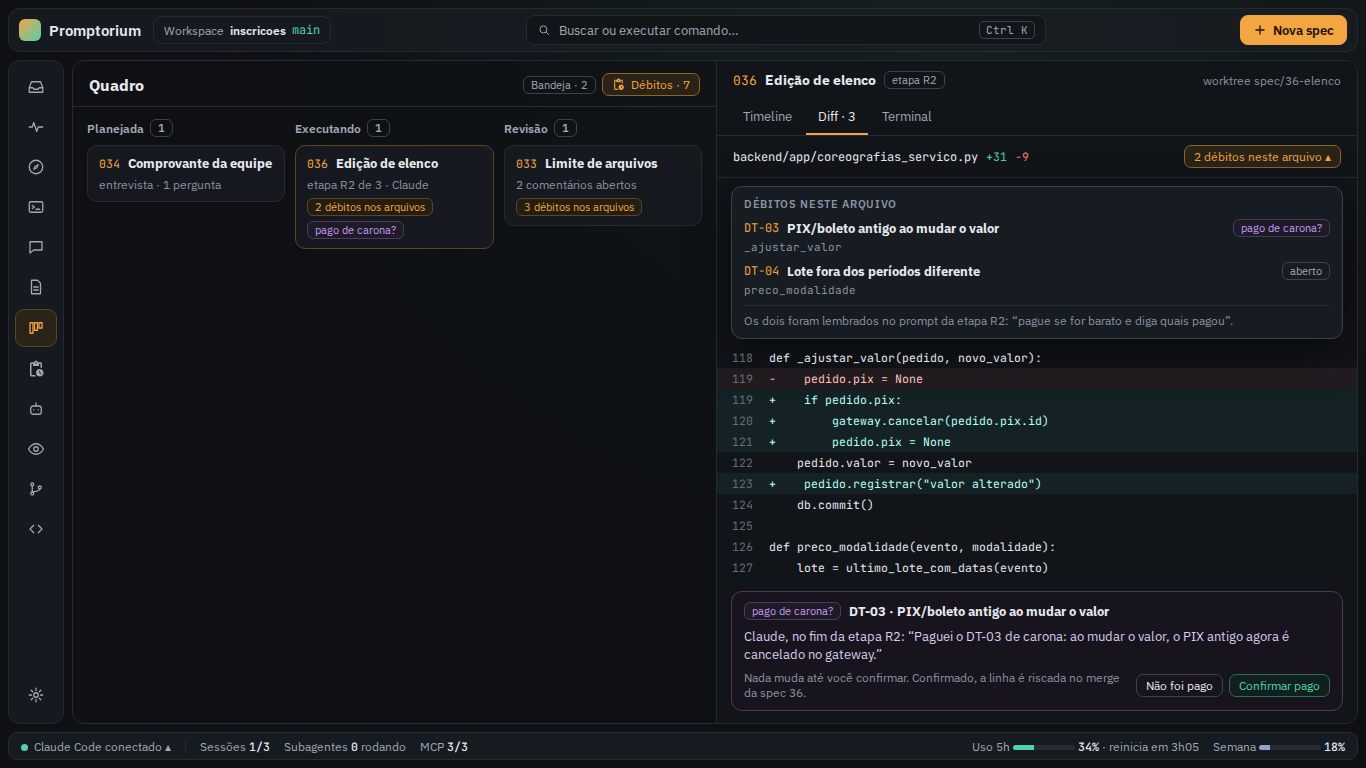 Promptorium
Workspace inscricoes main
Buscar ou executar comando…
Ctrl K
+ Nova spec
Quadro
Bandeja · 2
Débitos · 7
Planejada 1
034 Comprovante da equipe
entrevista · 1 pergunta
Executando 1
036 Edição de elenco
etapa R2 de 3 · Claude
2 débitos nos arquivos
pago de carona?
Revisão 1
033 Limite de arquivos
2 comentários abertos
3 débitos nos arquivos
036 Edição de elenco etapa R2
worktree spec/36-elenco
Timeline
Diff · 3
Terminal
backend/app/coreografias_servico.py +31 -9
2 débitos neste arquivo ▴
DÉBITOS NESTE ARQUIVO
DT-03 PIX/boleto antigo ao mudar o valor
pago de carona?
_ajustar_valor
DT-04 Lote fora dos períodos diferente
aberto
preco_modalidade
Os dois foram lembrados no prompt da etapa R2: “pague se for barato e diga quais pagou”.
118 def _ajustar_valor(pedido, novo_valor):
119 -    pedido.pix = None
119 +    if pedido.pix:
120 +        gateway.cancelar(pedido.pix.id)
121 +        pedido.pix = None
122     pedido.valor = novo_valor
123 +    pedido.registrar("valor alterado")
124     db.commit()
125
126 def preco_modalidade(evento, modalidade):
127     lote = ultimo_lote_com_datas(evento)
pago de carona? DT-03 · PIX/boleto antigo ao mudar o valor
Claude, no fim da etapa R2: “Paguei o DT-03 de carona: ao mudar o valor, o PIX antigo agora é
cancelado no gateway.”
Nada muda até você confirmar. Confirmado, a linha é riscada no merge
da spec 36.
Não foi pago
Confirmar pago
Claude Code conectado ▴
Sessões 1/3
Subagentes 0 rodando
MCP 3/3
Uso 5h 34% · reinicia em 3h05
Semana 18%